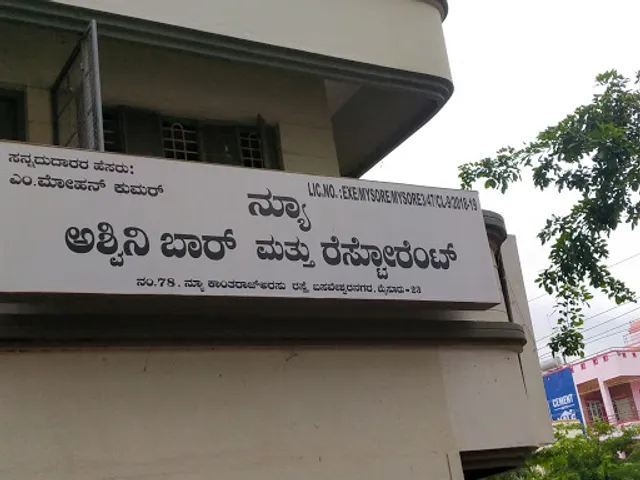 ಸನ್ನದುದಾರರ ಹೆಸರು:
ಎಂ.ಮೋಹನ್ ಕುಮಾರ್
LIC.NO. :EXE/MYSORE/MYSORE3/47/CL-9/2018-19
ನ್ಯೂ
ಅಶ್ವಿನಿ ಬಾರ್ ಮತ್ತು ರೆಸ್ಟೋರೆಂಟ್
ನಂ.78. ನ್ಯೂ ಕಾಂತರಾಜ್ಅರಸು ರಸ್ತೆ ಬಸವೇಶ್ವರನಗರ, ಮೈಸೂರು-23
CEMENT